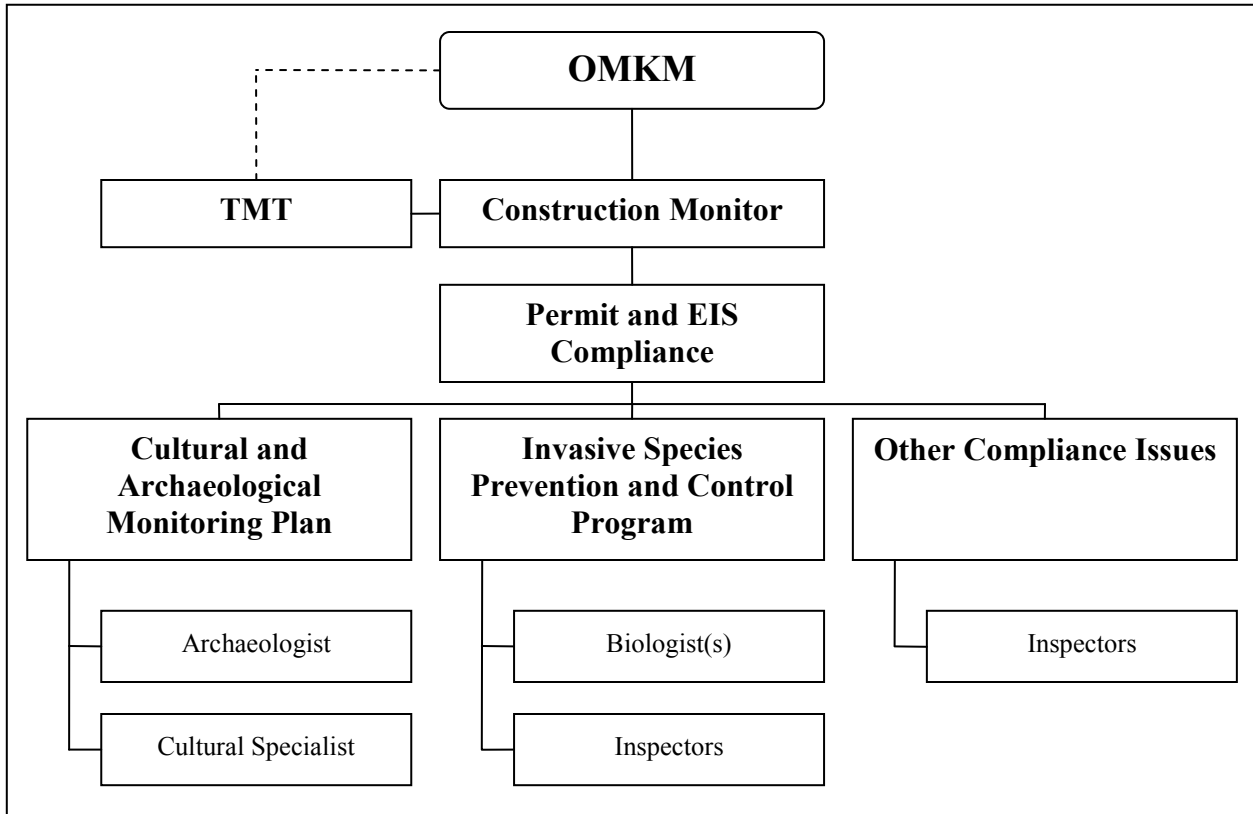 OMKM
TMT
Construction Monitor
Permit and EIS
Compliance
Cultural and
Archaeological
Monitoring Plan
Invasive Species
Prevention and Control
Program
Other Compliance Issues
Archaeologist
Biologist(s)
Inspectors
Cultural Specialist
Inspectors